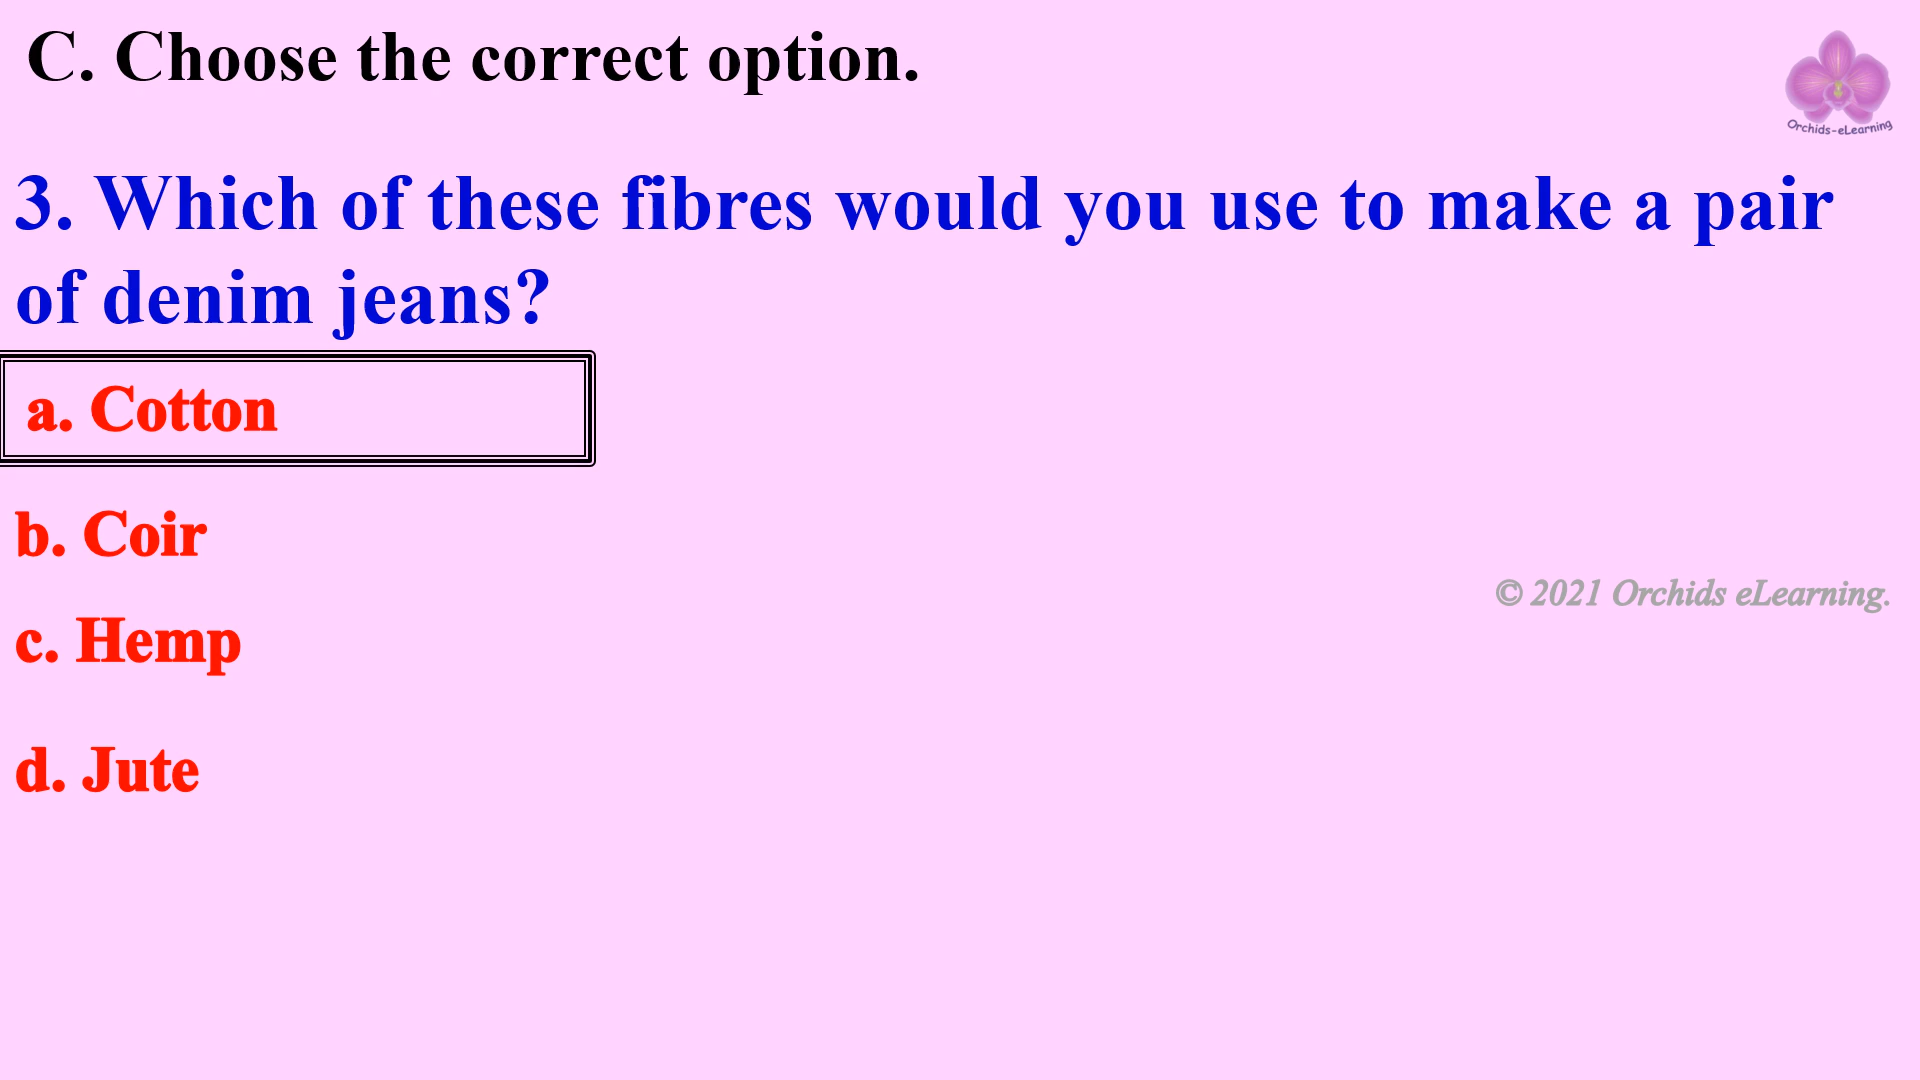 C. Choose the correct option.
Orchids-eLearning
3. Which of these fibres would you use to make a pair
of denim jeans?
a. Cotton
b. Coir
© 2021 Orchids eLearning.
c. Hemp
d. Jute